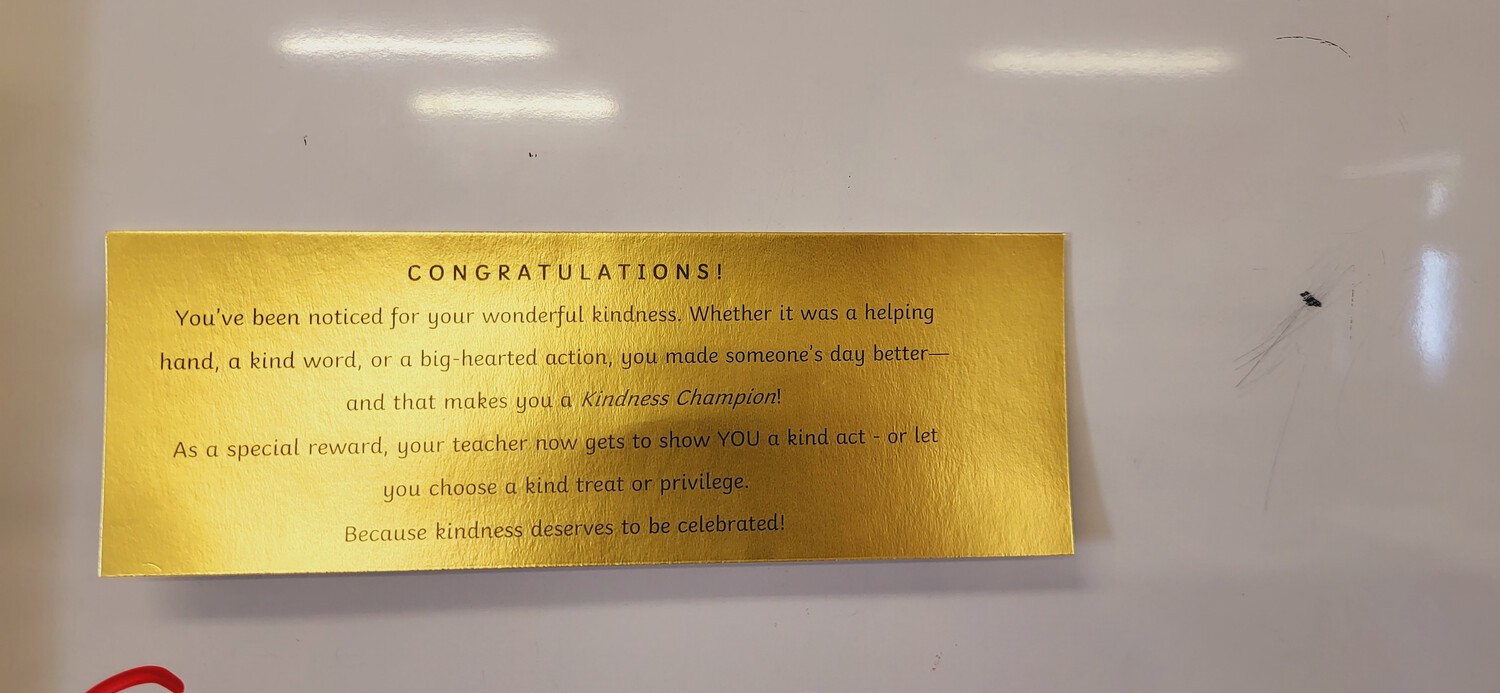 CONGRATULATIONS!
You've been noticed for your wonderful kindness. Whether it was a helping
hand, a kind word, or a big-hearted action, you made someone's day better—
and that makes you a Kindness Champion!
As a special reward, your teacher now gets to show YOU a kind act - or let
you choose a kind treat or privilege.
Because kindness deserves to be celebrated!